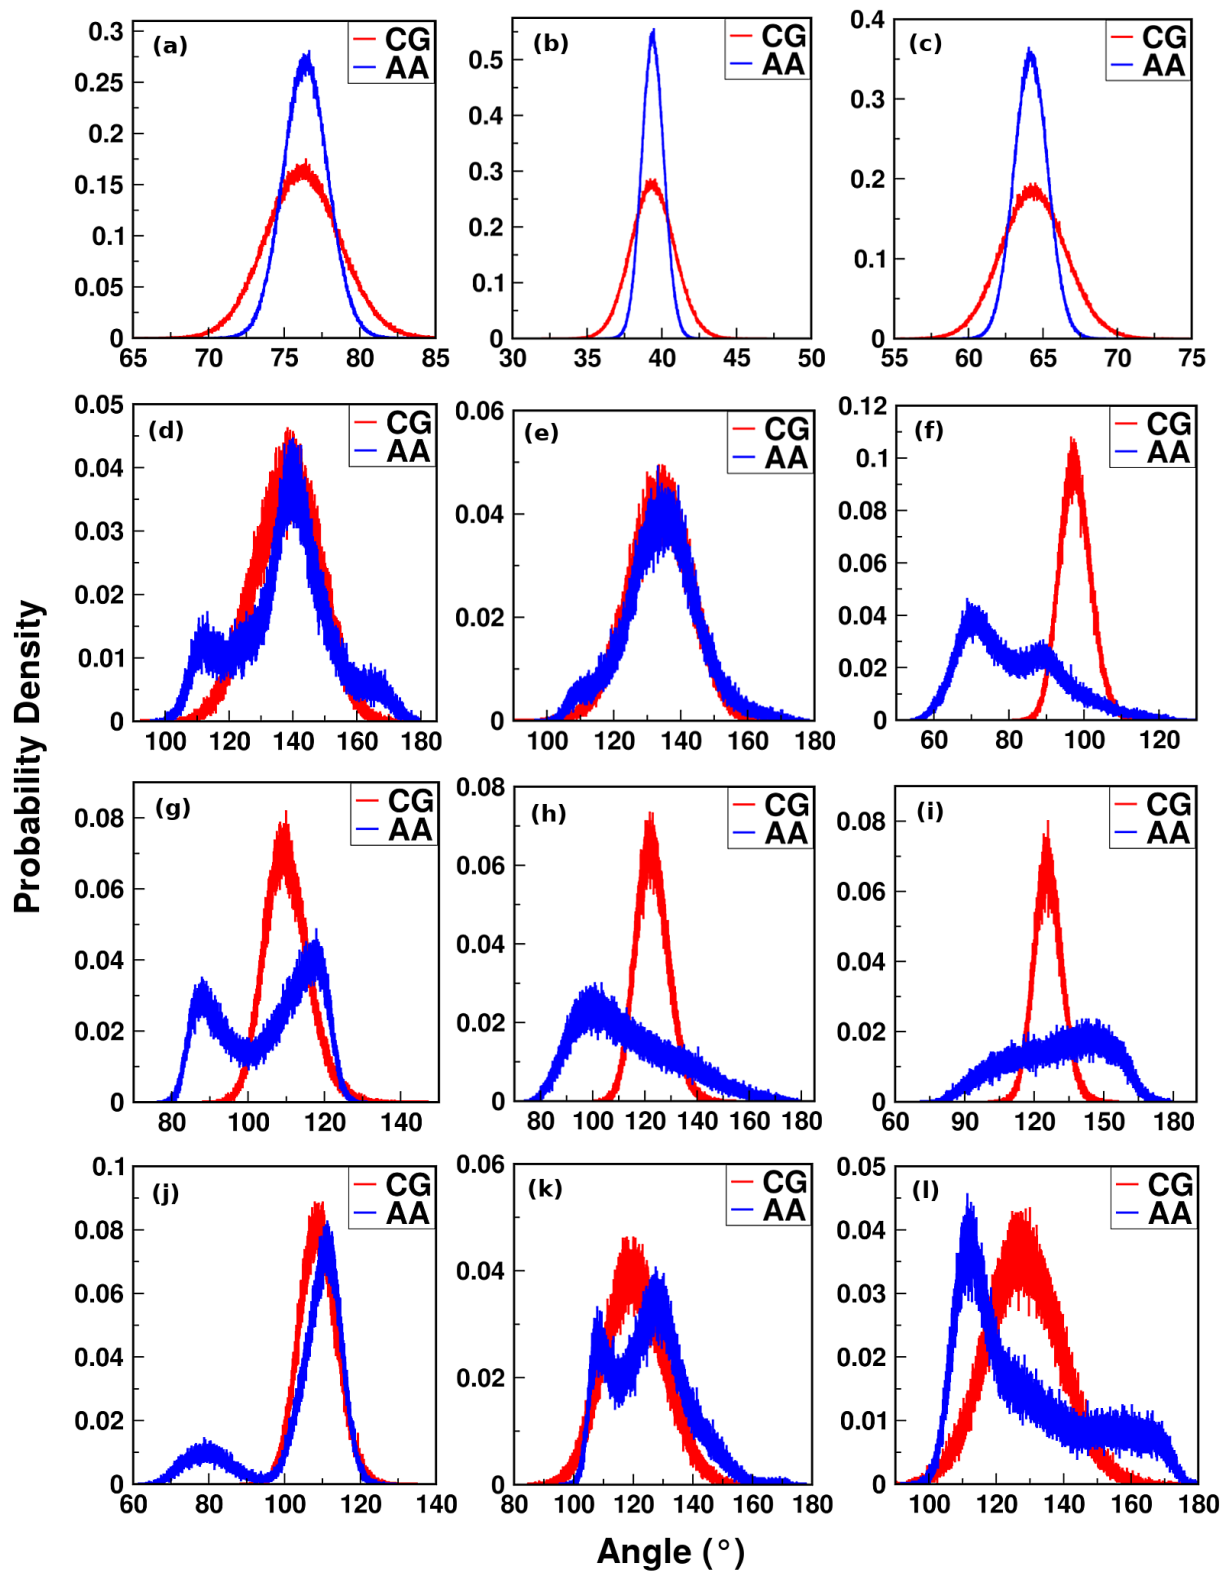 Probability Density
(a)
CG
AA
0.3
0.25
0.2
0.15
0.1
0.05
0
65 70 75 80 85
(b)
CG
AA
0.5
0.4
0.3
0.2
0.1
0
30 35 40 45 50
(c)
CG
AA
0.4
0.3
0.2
0.1
0
55 60 65 70 75
(d)
CG
AA
0.05
0.04
0.03
0.02
0.01
0
100 120 140 160 180
(e)
CG
AA
0.06
0.04
0.02
0
100 120 140 160 180
(f)
CG
AA
0.12
0.1
0.08
0.06
0.04
0.02
0
60 80 100 120
(g)
CG
AA
0.08
0.06
0.04
0.02
0
80 100 120 140
(h)
CG
AA
0.08
0.06
0.04
0.02
0
80 100 120 140 160 180
(i)
CG
AA
0.08
0.06
0.04
0.02
0
60 90 120 150 180
(j)
CG
AA
0.1
0.08
0.06
0.04
0.02
0
60 80 100 120 140
(k)
CG
AA
0.06
0.04
0.02
0
80 100 120 140 160 180
(l)
CG
AA
0.05
0.04
0.03
0.02
0.01
0
100 120 140 160 180
Angle (°)